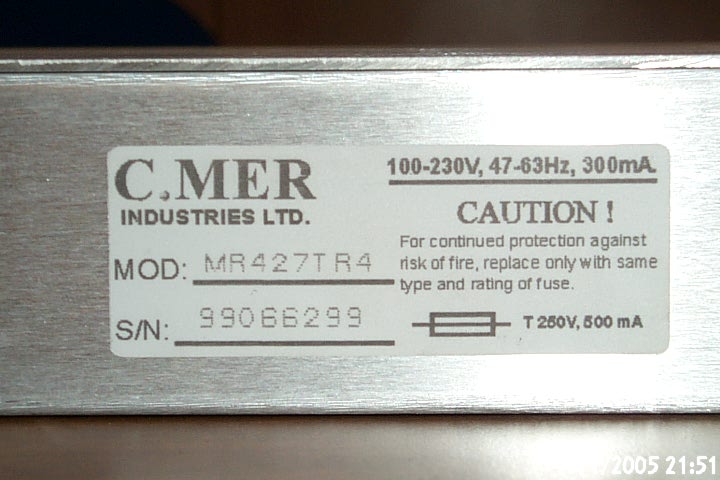 C.MER
INDUSTRIES LTD.
MOD: MR427TR4
S/N: 99066299
100-230V, 47-63Hz, 300mA
CAUTION !
For continued protection against
risk of fire, replace only with same
type and rating of fuse.
T 250V, 500 mA
/2005 21:51